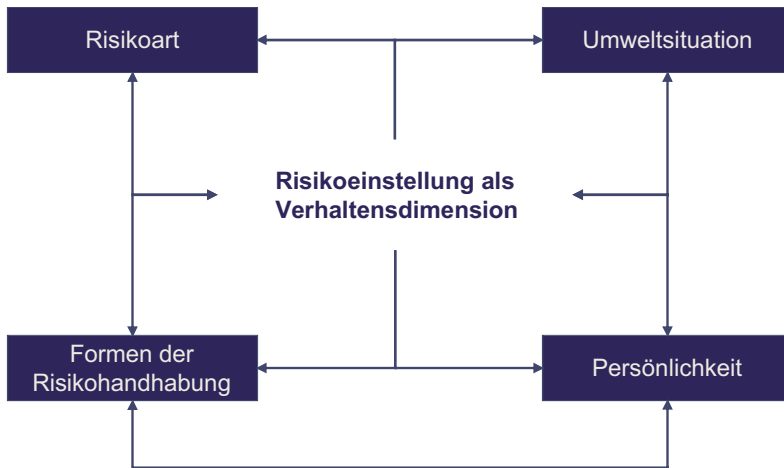 Risikoart
Umweltsituation
Risikoeinstellung als
Verhaltensdimension
Formen der
Risikohandhabung
Persönlichkeit